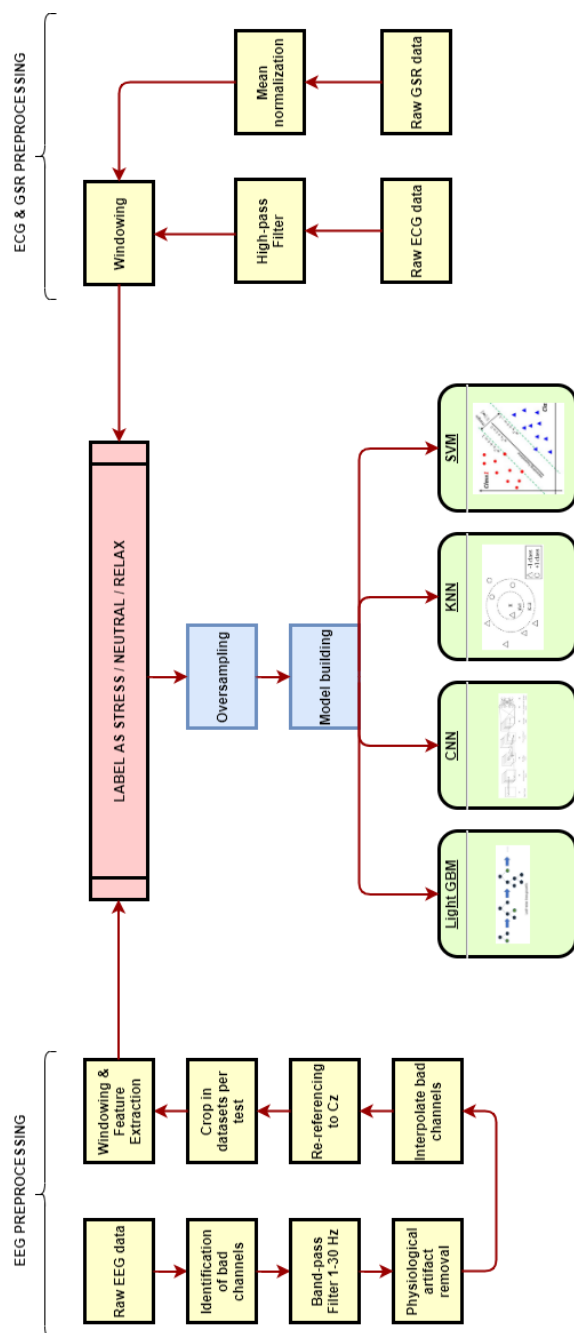 EEG PREPROCESSING
Raw EEG data
Identification
of bad
channels
Band-pass
Filter 1-30 Hz
Physiological
artifact
removal
Interpolate bad
channels
Re-referencing
to Cz
Crop in
datasets per
test
Windowing &
Feature
Extraction
LABEL AS STRESS / NEUTRAL / RELAX
Oversampling
Model building
Light GBM
CNN
KNN
SVM
ECG & GSR PREPROCESSING
Windowing
High-pass
Filter
Raw ECG data
Mean
normalization
Raw GSR data